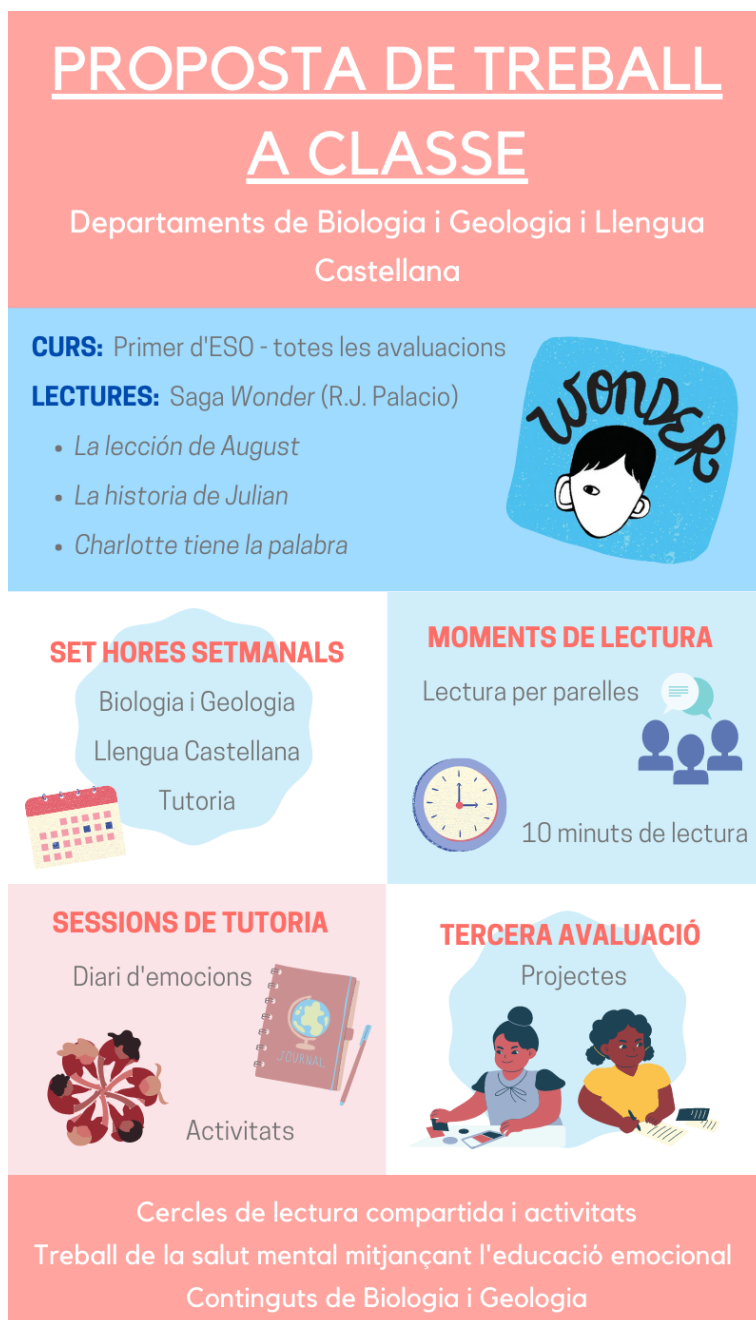 PROPOSTA DE TREBALL
A CLASSE
Departaments de Biologia i Geologia i Llengua
Castellana
CURS: Primer d'ESO - totes les avaluacions
LECTURES: Saga Wonder (R.J. Palacio)
• La lección de August
• La historia de Julian
• Charlotte tiene la palabra
WONDER
SET HORES SETMANALS
Biologia i Geologia
Llengua Castellana
Tutoria
MOMENTS DE LECTURA
Lectura per parelles
10 minuts de lectura
SESSIONS DE TUTORIA
Diari d'emocions
JOURNAL
Activitats
TERCERA AVALUACIÓ
Projectes
Cercles de lectura compartida i activitats
Treball de la salut mental mitjançant l'educació emocional
Continguts de Biologia i Geologia